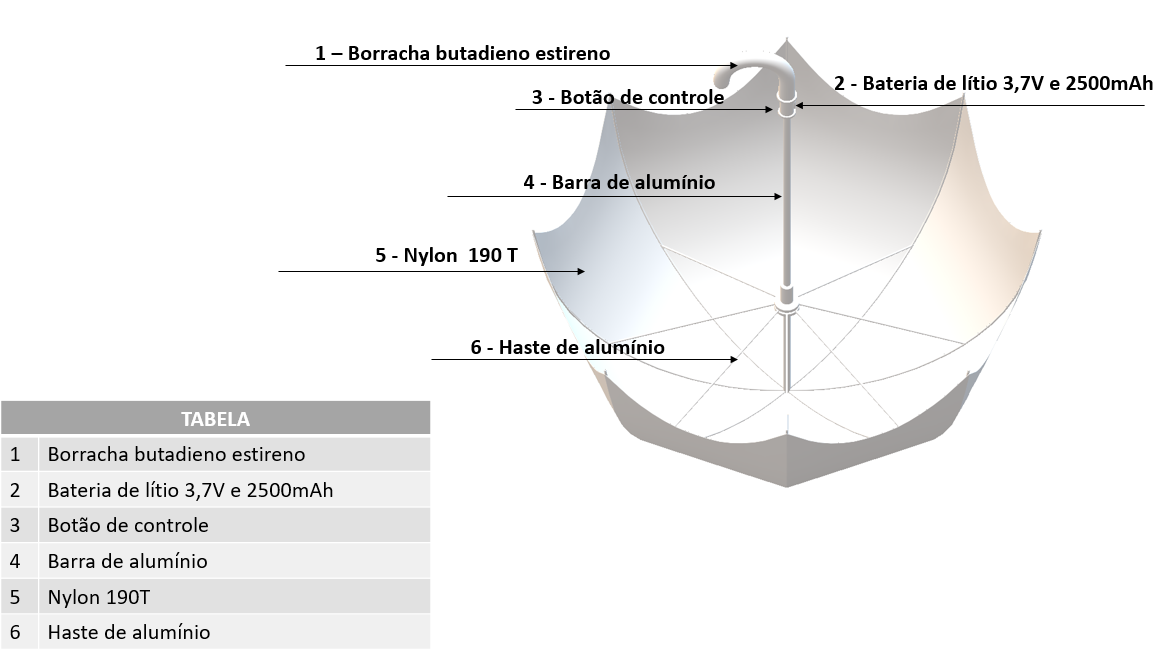 1 – Borracha butadieno estireno
2 - Bateria de lítio 3,7V e 2500mAh
3 - Botão de controle
4 - Barra de alumínio
5 - Nylon  190 T
6 - Haste de alumínio
TABELA
1 Borracha butadieno estireno
2 Bateria de lítio 3,7V e 2500mAh
3 Botão de controle
4 Barra de alumínio
5 Nylon 190T
6 Haste de alumínio